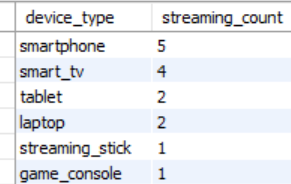 device_type streaming_count
smartphone 5
smart_tv 4
tablet 2
laptop 2
streaming_stick 1
game_console 1